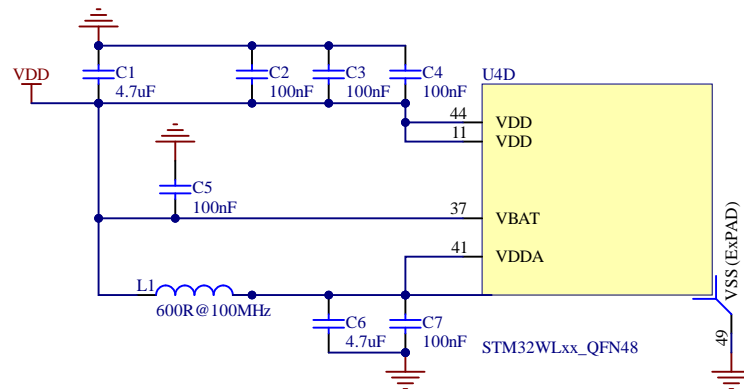 VDD
C1
4.7uF
C2
100nF
C3
100nF
C4
100nF
U4D
44
VDD
11
VDD
C5
100nF
37
VBAT
41
VDDA
VSS (ExPAD)
49
L1
600R@100MHz
C6
4.7uF
C7
100nF
STM32WLxx_QFN48